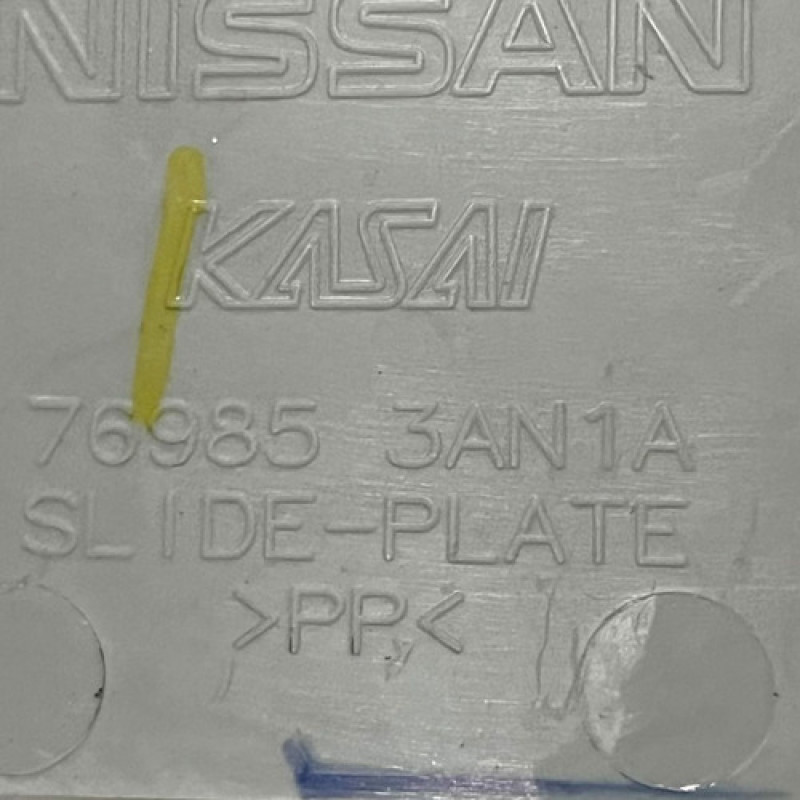 NISSAN
KASAI
76985 3AN1A
SLIDE-PLATE
>PP<